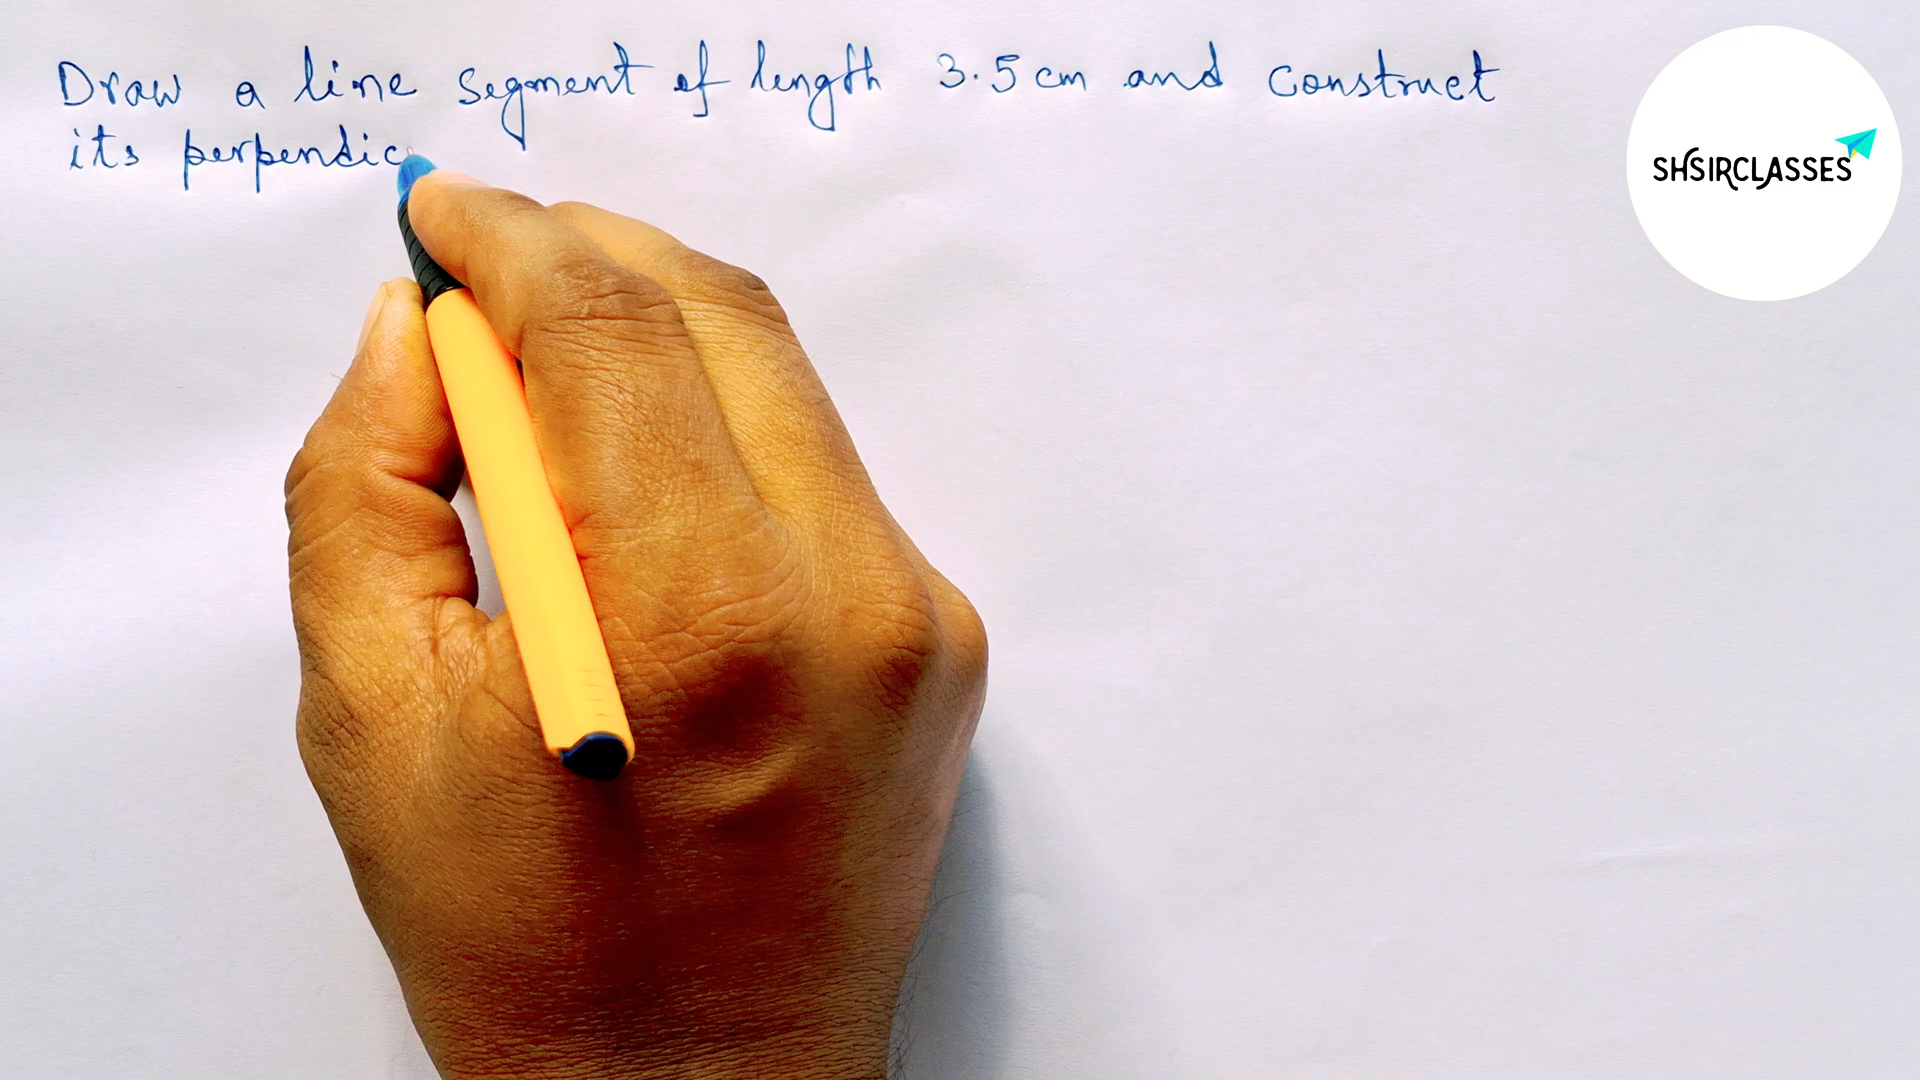 Draw a line segment of length 3.5 cm and construct
its perpendic
SHSIRCLASSES